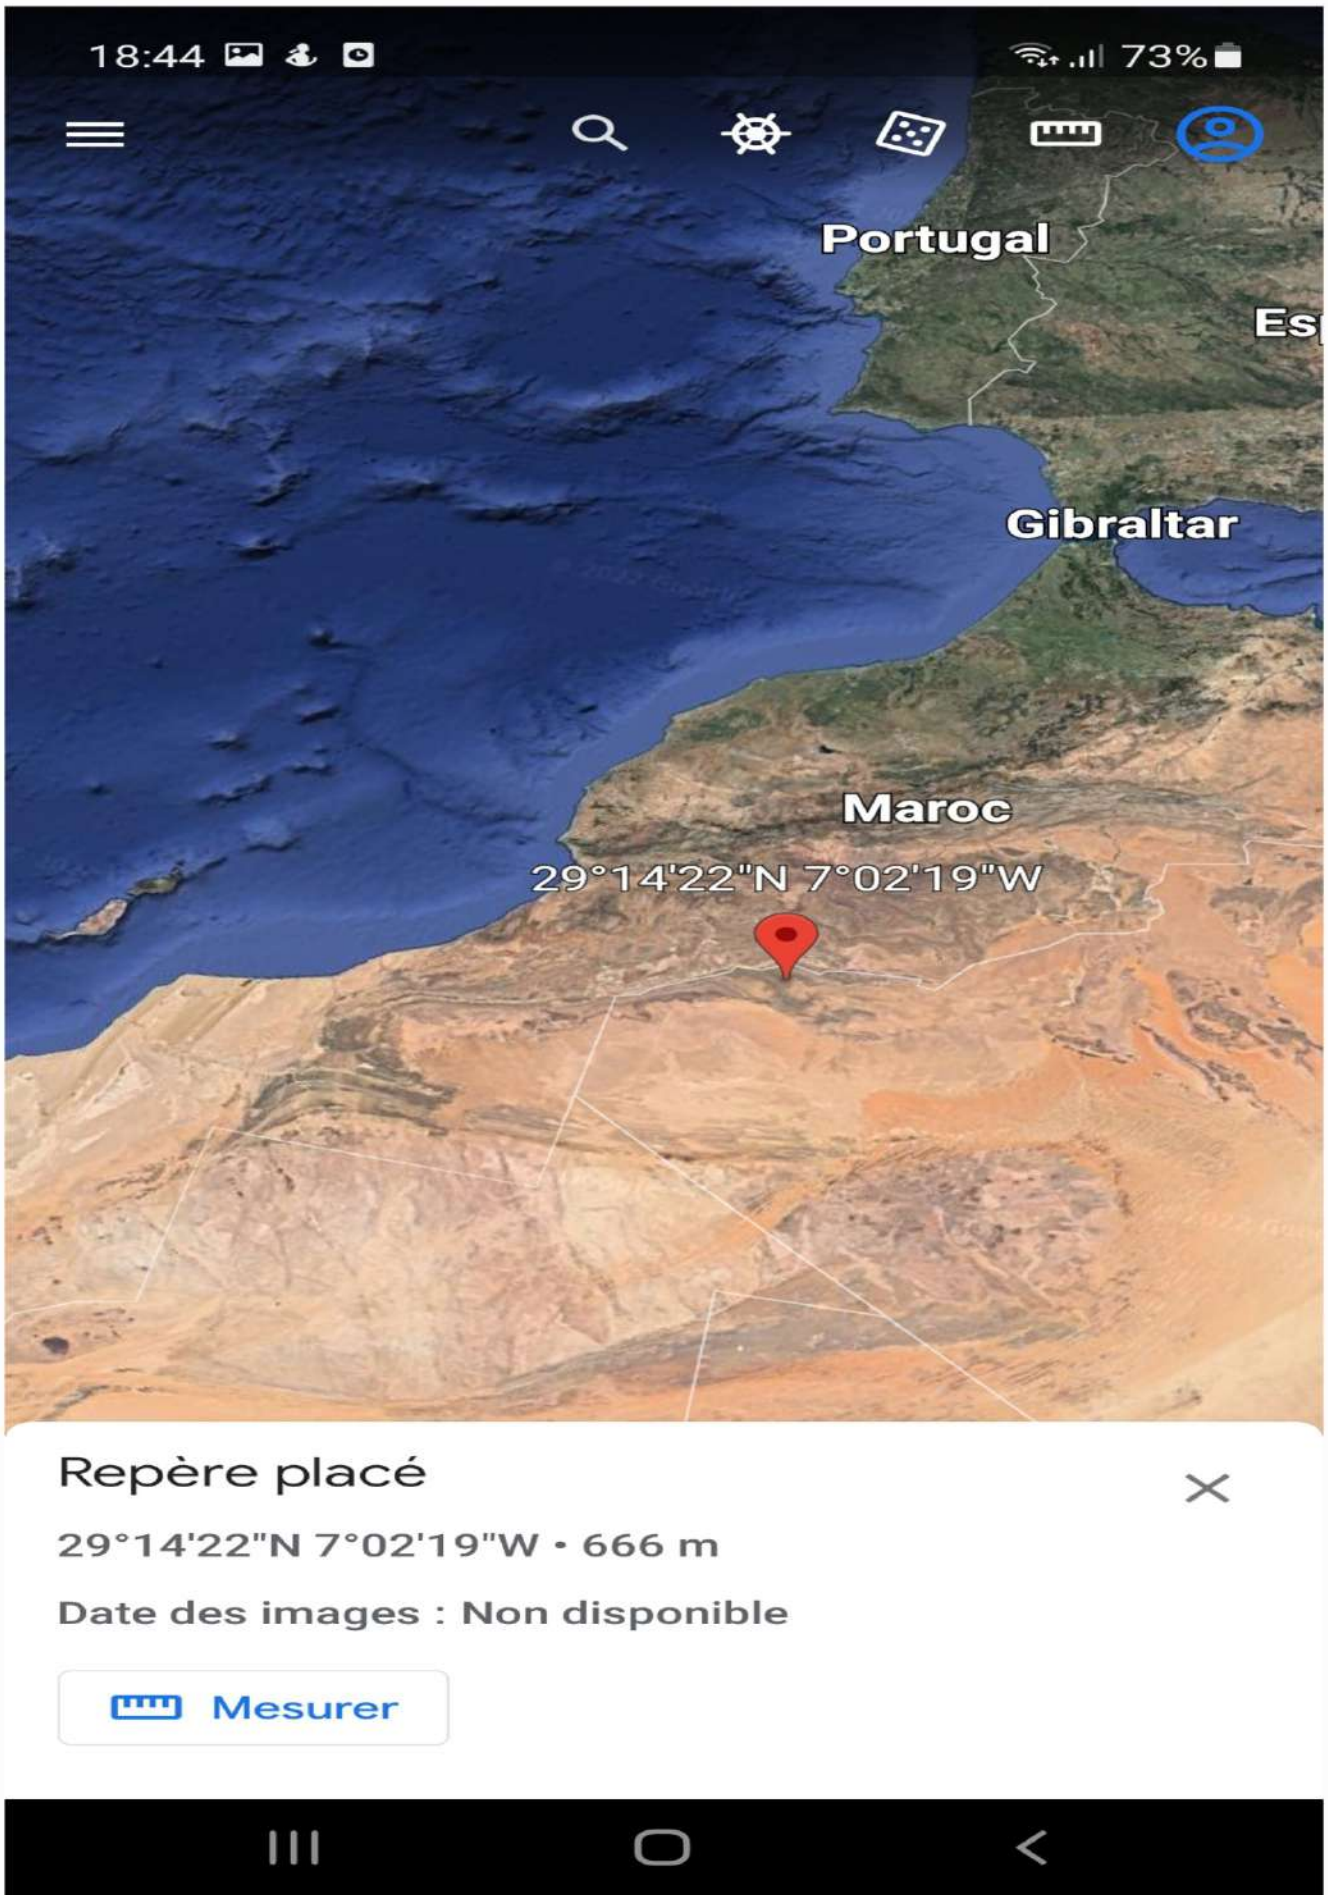 18:44 73%
Portugal
Esp
Gibraltar
Maroc
29°14'22"N 7°02'19"W
Repère placé
29°14'22"N 7°02'19"W • 666 m
Date des images : Non disponible
Mesurer